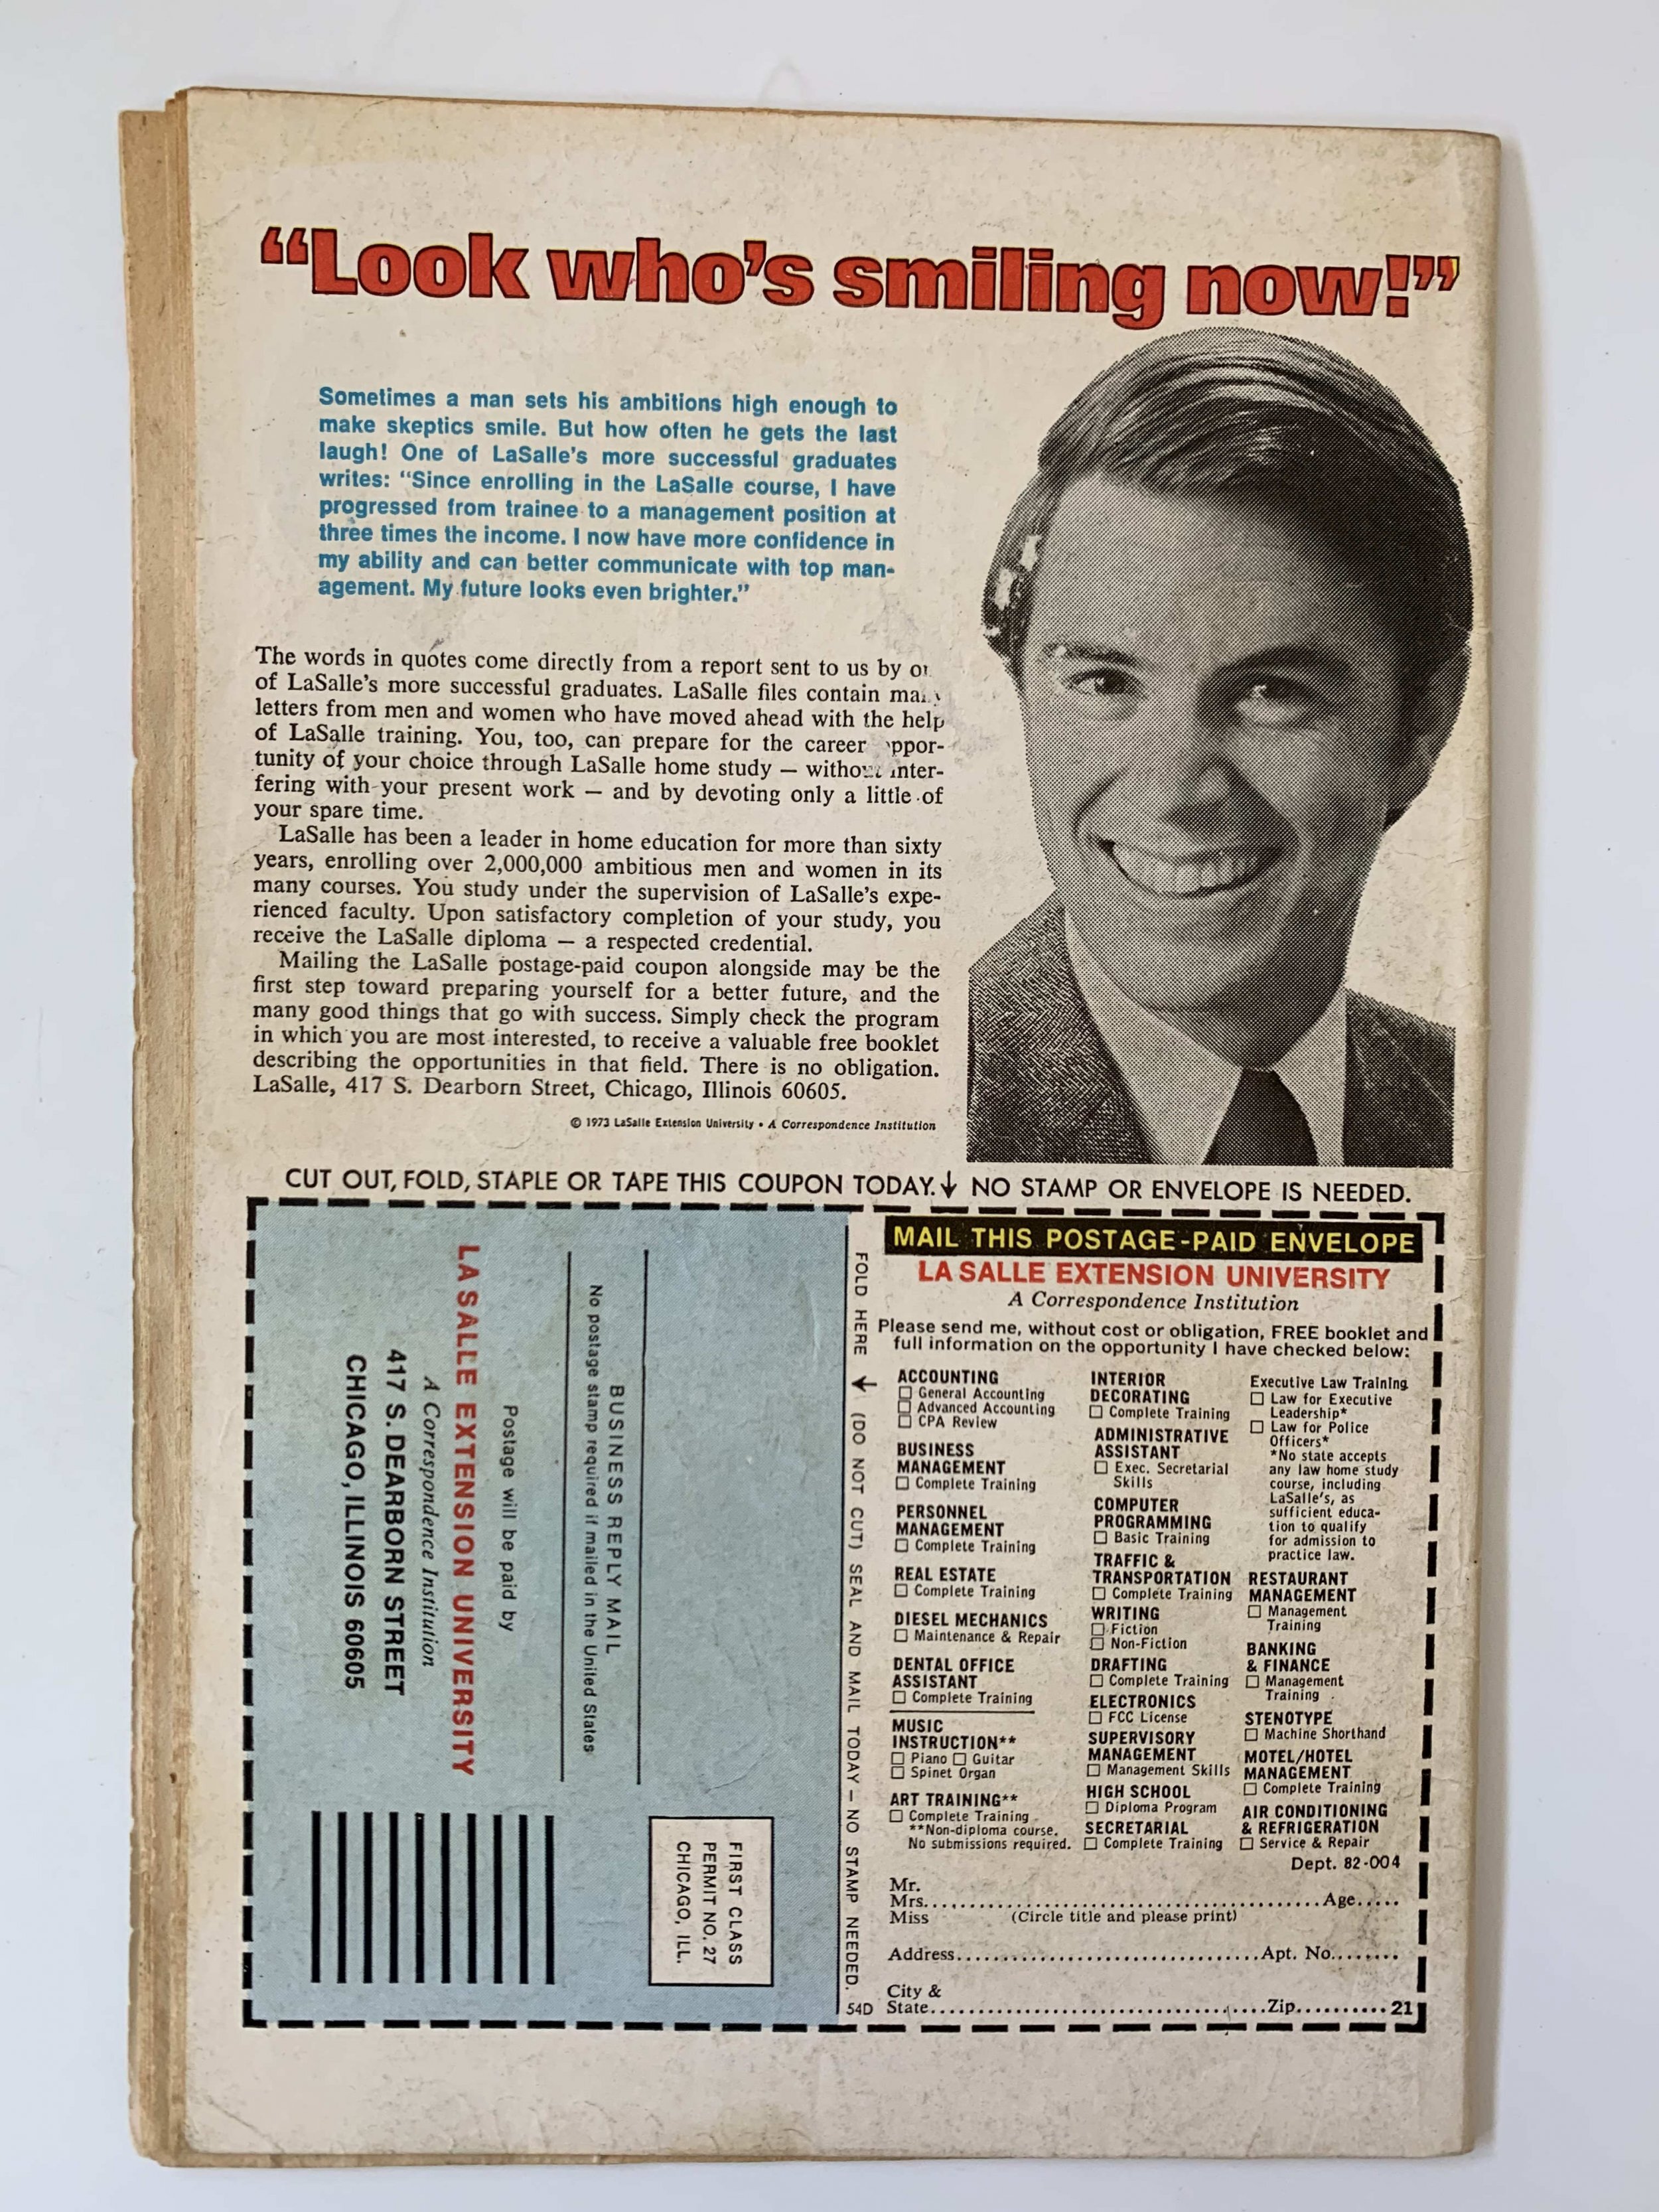 “Look who’s smiling now!”
Sometimes a man sets his ambitions high enough to
make skeptics smile. But how often he gets the last
laugh! One of LaSalle’s more successful graduates
writes: “Since enrolling in the LaSalle course, I have
progressed from trainee to a management position at
three times the income. I now have more confidence in
my ability and can better communicate with top man-
agement. My future looks even brighter.”
The words in quotes come directly from a report sent to us by
of LaSalle’s more successful graduates. LaSalle files contain
letters from men and women who have moved ahead with the help
of LaSalle training. You, too, can prepare for the career oppor-
tunity of your choice through LaSalle home study — without inter-
fering with your present work — and by devoting only a little of
your spare time.
LaSalle has been a leader in home education for more than sixty
years, enrolling over 2,000,000 ambitious men and women in its
many courses. You study under the supervision of LaSalle’s expe-
rienced faculty. Upon satisfactory completion of your study, you
receive the LaSalle diploma — a respected credential.
Mailing the LaSalle postage-paid coupon alongside may be the
first step toward preparing yourself for a better future, and the
many good things that go with success. Simply check the program
in which you are most interested, to receive a valuable free booklet
describing the opportunities in that field. There is no obligation.
LaSalle, 417 S. Dearborn Street, Chicago, Illinois 60605.
© 1973 LaSalle Extension University • A Correspondence Institution
CUT OUT, FOLD, STAPLE OR TAPE THIS COUPON TODAY.↓ NO STAMP OR ENVELOPE IS NEEDED.
FIRST CLASS
PERMIT NO. 27
CHICAGO, ILL.
BUSINESS REPLY MAIL
No postage stamp required if mailed in the United States
Postage will be paid by
LA SALLE EXTENSION UNIVERSITY
A Correspondence Institution
417 S. DEARBORN STREET
CHICAGO, ILLINOIS 60605
FOLD HERE ↓ (DO NOT CUT) SEAL AND MAIL TODAY — NO STAMP NEEDED.
54D
MAIL THIS POSTAGE-PAID ENVELOPE
LA SALLE EXTENSION UNIVERSITY
A Correspondence Institution
Please send me, without cost or obligation, FREE booklet and
full information on the opportunity I have checked below:
ACCOUNTING
☐ General Accounting
☐ Advanced Accounting
☐ CPA Review
BUSINESS
MANAGEMENT
☐ Complete Training
PERSONNEL
MANAGEMENT
☐ Complete Training
REAL ESTATE
☐ Complete Training
DIESEL MECHANICS
☐ Maintenance & Repair
DENTAL OFFICE
ASSISTANT
☐ Complete Training
MUSIC
INSTRUCTION**
☐ Piano ☐ Guitar
☐ Spinet Organ
ART TRAINING**
☐ Complete Training
**Non-diploma course.
No submissions required.
INTERIOR
DECORATING
☐ Complete Training
ADMINISTRATIVE
ASSISTANT
☐ Exec. Secretarial
Skills
COMPUTER
PROGRAMMING
☐ Basic Training
TRAFFIC &
TRANSPORTATION
☐ Complete Training
WRITING
☐ Fiction
☐ Non-Fiction
DRAFTING
☐ Complete Training
ELECTRONICS
☐ FCC License
SUPERVISORY
MANAGEMENT
☐ Management Skills
HIGH SCHOOL
☐ Diploma Program
SECRETARIAL
☐ Complete Training
Executive Law Training
☐ Law for Executive
Leadership*
☐ Law for Police
Officers*
*No state accepts
any law home study
course, including
LaSalle’s, as
sufficient educa-
tion to qualify
for admission to
practice law.
RESTAURANT
MANAGEMENT
☐ Management
Training
BANKING
& FINANCE
☐ Management
Training
STENOTYPE
☐ Machine Shorthand
MOTEL/HOTEL
MANAGEMENT
☐ Complete Training
AIR CONDITIONING
& REFRIGERATION
☐ Service & Repair
Dept. 82-004
Mr.
Mrs. Age
Miss (Circle title and please print)
Address Apt. No.
City &
State Zip 21